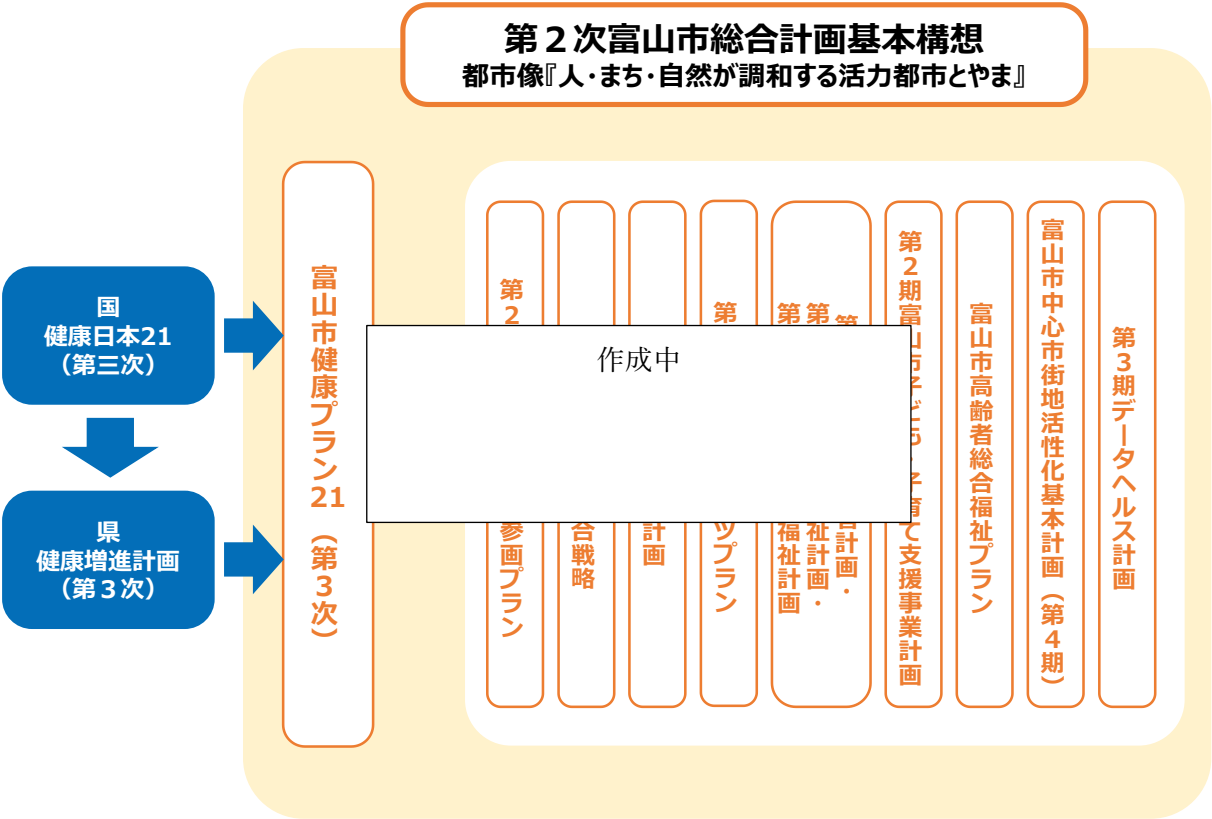 第２次富山市総合計画基本構想
都市像『人・まち・自然が調和する活力都市とやま』
国
健康日本21
（第三次）
県
健康増進計画
（第３次）
富山市健康プラン21（第３次）
作成中
第２
参画プラン
合戦略
計画
第
ツプラン
計画・
第
祉計画・
第
福祉計画
第２期富山市子ども・子育て支援事業計画
富山市高齢者総合福祉プラン
富山市中心市街地活性化基本計画（第４期）
第３期データヘルス計画